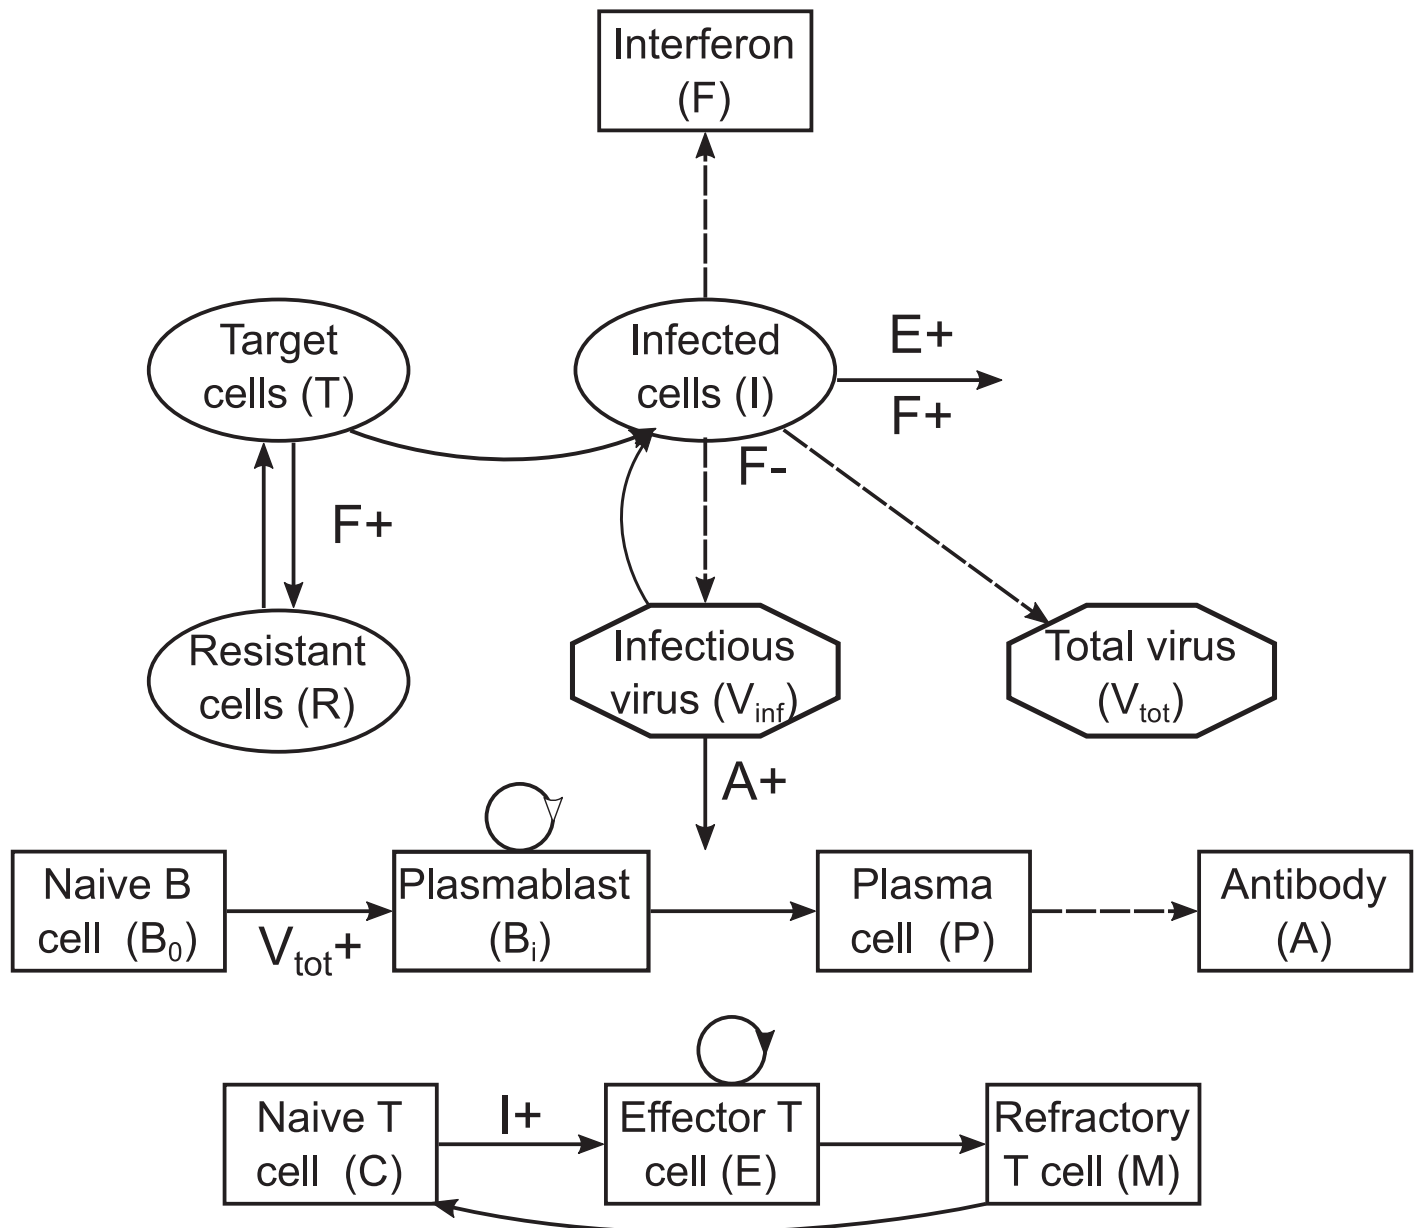 Interferon
(F)
Target
cells (T)
Infected
cells (I)
E+
F+
F-
F+
Resistant
cells (R)
Infectious
virus (Vinf)
Total virus
(Vtot)
A+
Naive B
cell (B0)
Vtot+
Plasmablast
(Bi)
Plasma
cell (P)
Antibody
(A)
Naive T
cell (C)
I+
Effector T
cell (E)
Refractory
T cell (M)